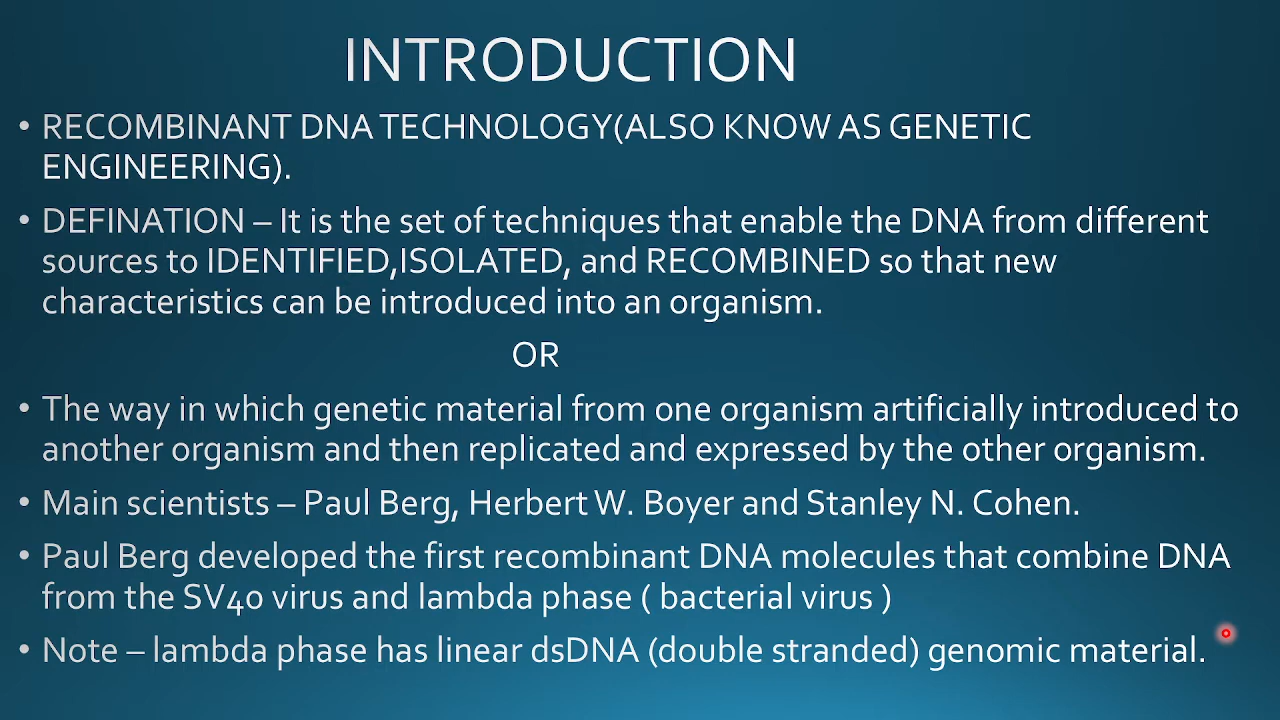 INTRODUCTION
• RECOMBINANT DNA TECHNOLOGY(ALSO KNOW AS GENETIC
ENGINEERING).
• DEFINATION – It is the set of techniques that enable the DNA from different
sources to IDENTIFIED,ISOLATED, and RECOMBINED so that new
characteristics can be introduced into an organism.
OR
• The way in which genetic material from one organism artificially introduced to
another organism and then replicated and expressed by the other organism.
• Main scientists – Paul Berg, Herbert W. Boyer and Stanley N. Cohen.
• Paul Berg developed the first recombinant DNA molecules that combine DNA
from the SV40 virus and lambda phase ( bacterial virus )
• Note – lambda phase has linear dsDNA (double stranded) genomic material.